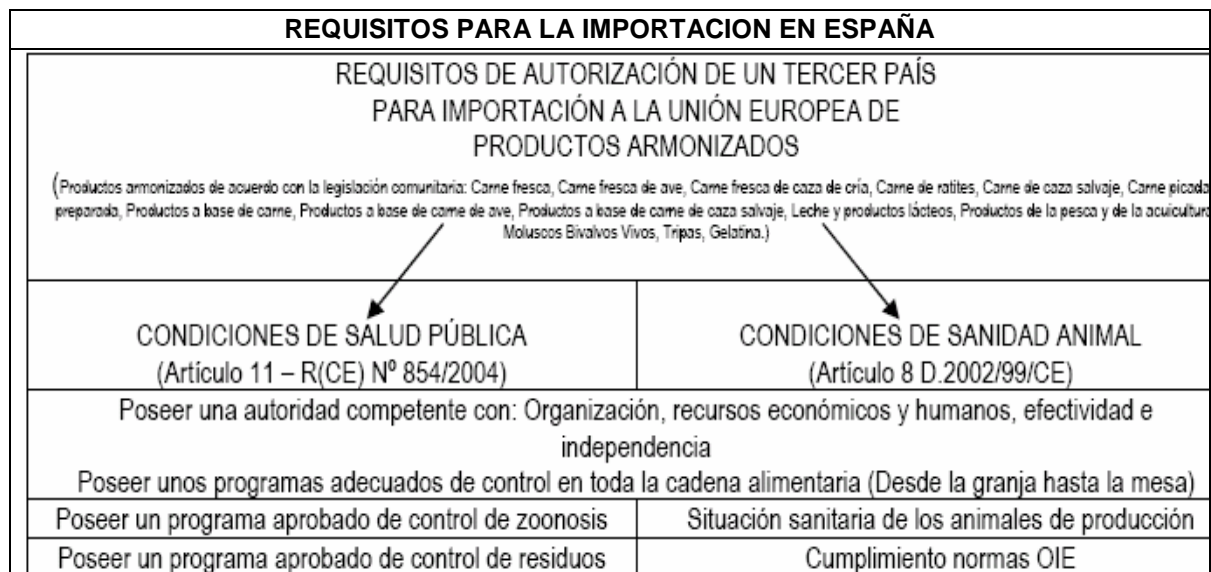 REQUISITOS PARA LA IMPORTACION EN ESPAÑA
REQUISITOS DE AUTORIZACIÓN DE UN TERCER PAÍS
PARA IMPORTACIÓN A LA UNIÓN EUROPEA DE
PRODUCTOS ARMONIZADOS
(Productos armonizados de acuerdo con la legislación comunitaria: Carne fresca, Carne fresca de ave, Carne fresca de caza de cría, Carne de ratites, Carne de caza salvaje, Carne picada
preparada, Productos a base de carne, Productos a base de carne de ave, Productos a base de carne de caza salvaje, Leche y productos lácteos, Productos de la pesca y de la acuicultura
Moluscos Bivalvos Vivos, Tripas, Gelatina.)
CONDICIONES DE SALUD PÚBLICA
(Artículo 11 – R(CE) Nº 854/2004)
CONDICIONES DE SANIDAD ANIMAL
(Artículo 8 D.2002/99/CE)
Poseer una autoridad competente con: Organización, recursos económicos y humanos, efectividad e
independencia
Poseer unos programas adecuados de control en toda la cadena alimentaria (Desde la granja hasta la mesa)
Poseer un programa aprobado de control de zoonosis
Situación sanitaria de los animales de producción
Poseer un programa aprobado de control de residuos
Cumplimiento normas OIE